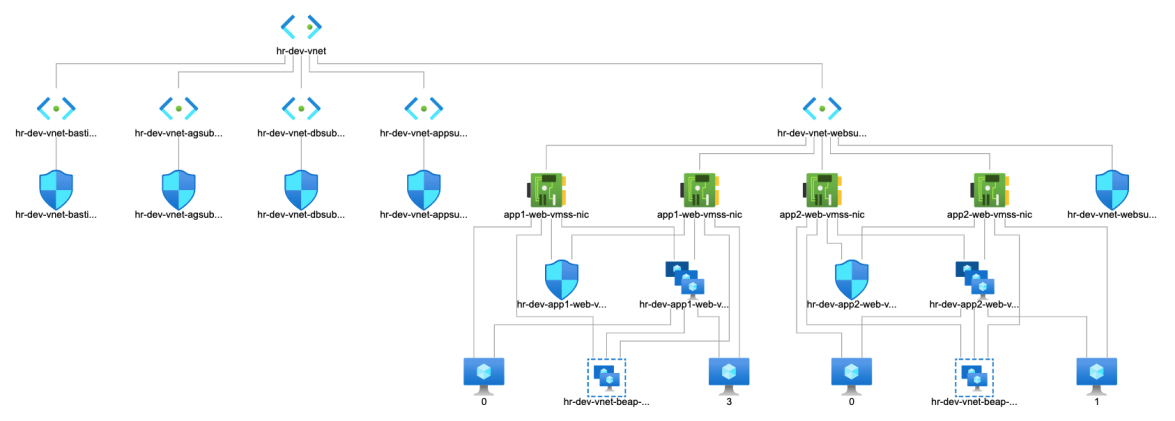 hr-dev-vnet
hr-dev-vnet-basti...
hr-dev-vnet-agsub...
hr-dev-vnet-dbsub...
hr-dev-vnet-appsu...
hr-dev-vnet-websu...
hr-dev-vnet-basti...
hr-dev-vnet-agsub...
hr-dev-vnet-dbsub...
hr-dev-vnet-appsu...
app1-web-vmss-nic
app1-web-vmss-nic
app2-web-vmss-nic
app2-web-vmss-nic
hr-dev-vnet-websu...
hr-dev-app1-web-v...
hr-dev-app1-web-v...
hr-dev-app2-web-v...
hr-dev-app2-web-v...
0
hr-dev-vnet-beap-...
3
0
hr-dev-vnet-beap-...
1